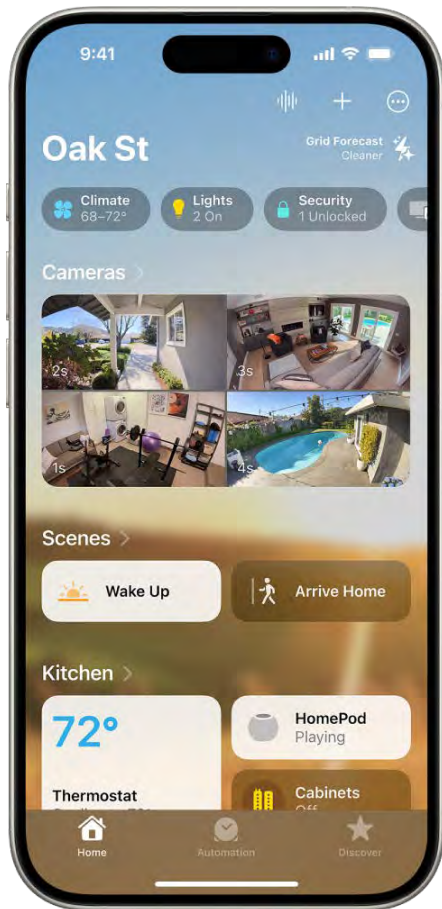 9:41
Oak St
Grid Forecast
Cleaner
Climate
68–72°
Lights
2 On
Security
1 Unlocked
Cameras
2s
3s
1s
4s
Scenes
Wake Up
Arrive Home
Kitchen
72°
HomePod
Playing
Thermostat
Cabinets
Off
Home
Automation
Discover